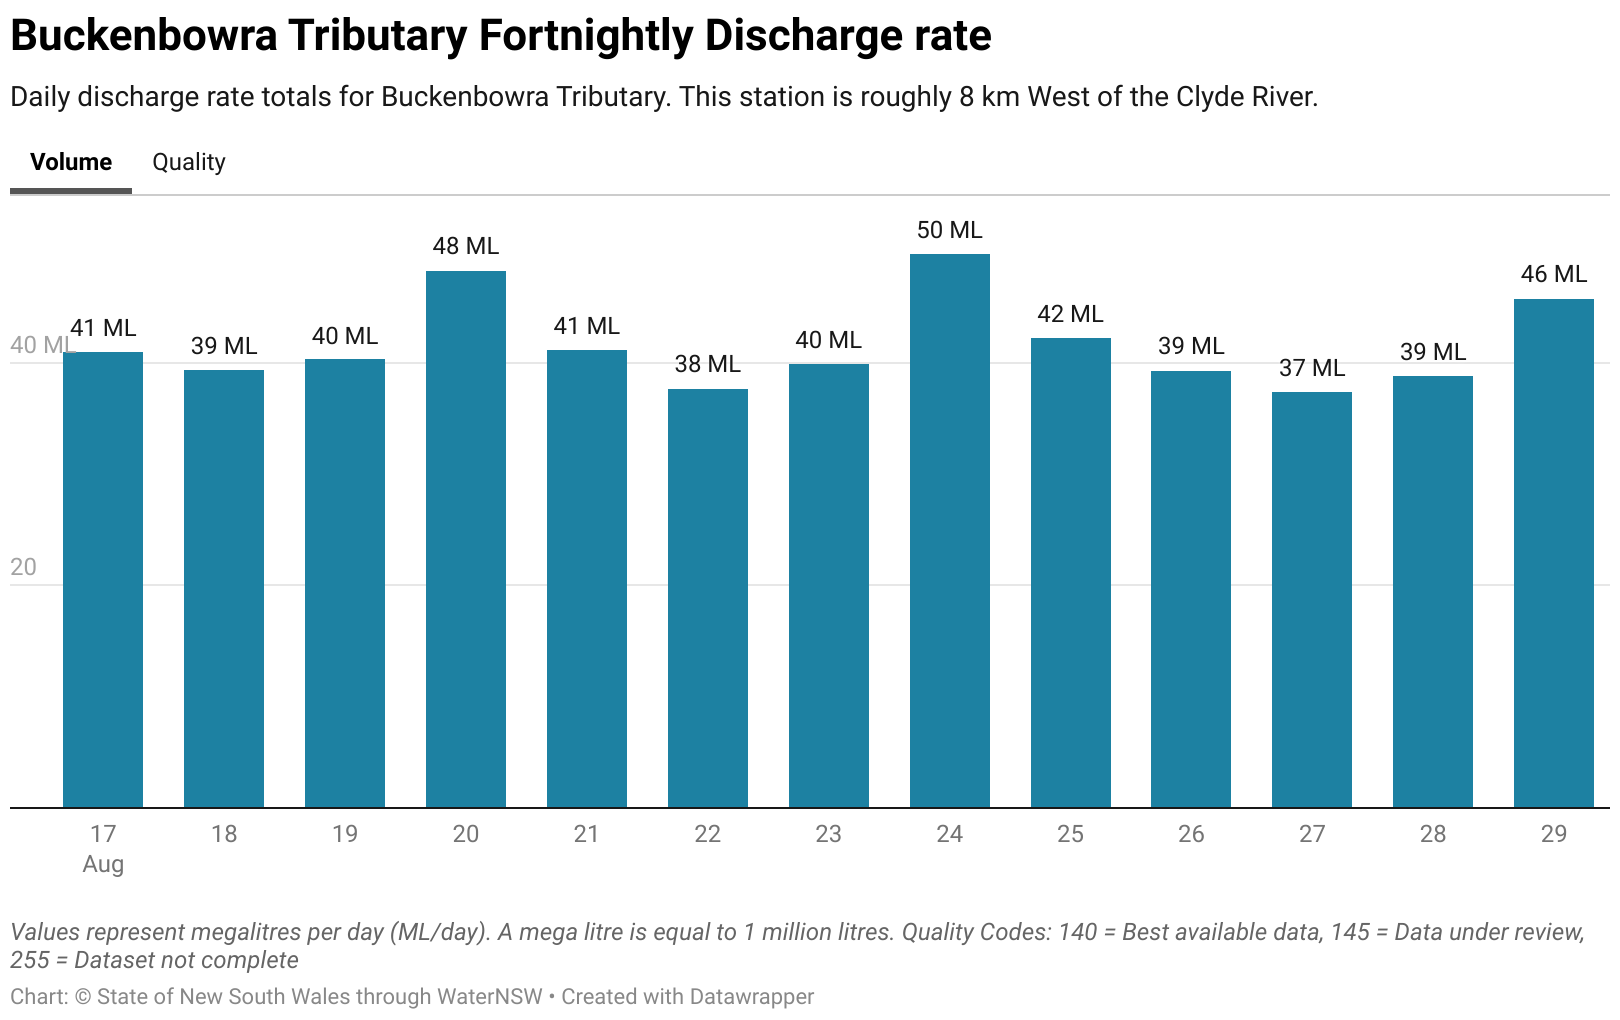 Buckenbowra Tributary Fortnightly Discharge rate
Daily discharge rate totals for Buckenbowra Tributary. This station is roughly 8 km West of the Clyde River.
Volume Quality
50 ML
48 ML
46 ML
42 ML
41 ML 39 ML 40 ML 41 ML 38 ML 40 ML 39 ML 37 ML 39 ML
40 ML
20
17 18 19 20 21 22 23 24 25 26 27 28 29
Aug
Values represent megalitres per day (ML/day). A mega litre is equal to 1 million litres. Quality Codes: 140 = Best available data, 145 = Data under review,
255 = Dataset not complete
Chart: © State of New South Wales through WaterNSW • Created with Datawrapper